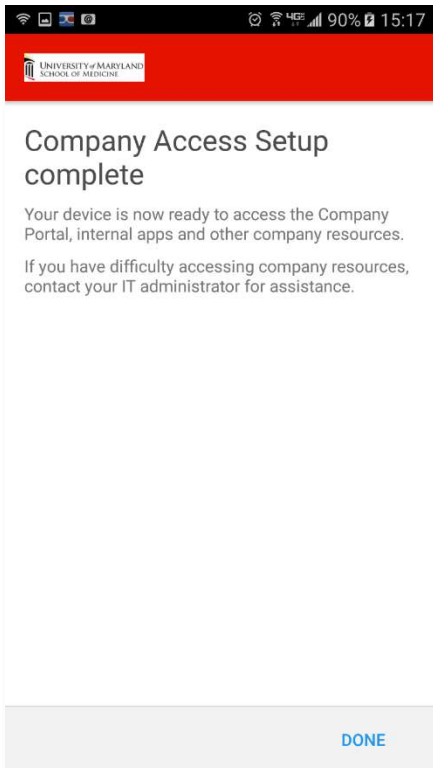 4G 90% 15:17
UNIVERSITY of MARYLAND
SCHOOL OF MEDICINE
Company Access Setup
complete
Your device is now ready to access the Company
Portal, internal apps and other company resources.
If you have difficulty accessing company resources,
contact your IT administrator for assistance.
DONE